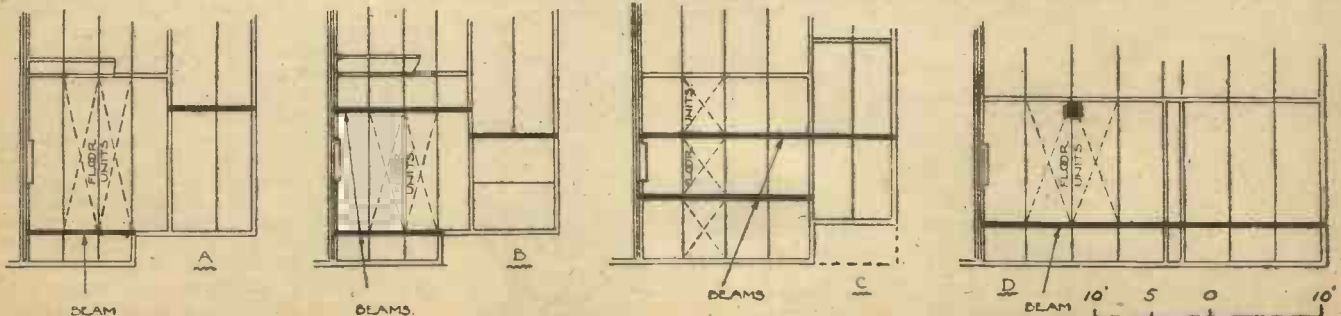 FLOOR UNITS
A
BEAM
UNITS
B
BEAMS.
FLOOR UNITS
BEAMS
C
FLOOR UNITS
D
BEAM
10' 5 0 10'